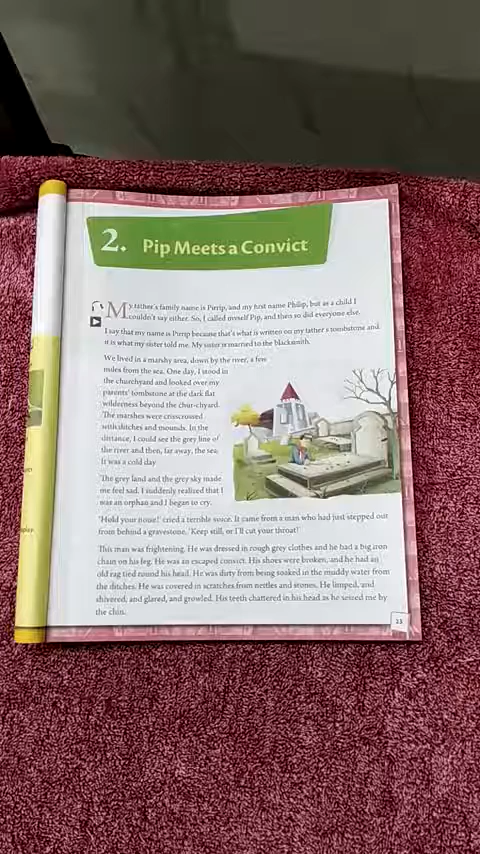 2. Pip Meets a Convict
My father's family name is Pirrip, and my first name Philip, but as a child I
couldn't say either. So, I called myself Pip, and then so did everyone else.
I say that my name is Pirrip because that's what is written on my father's tombstone and
it is what my sister told me. My sister is married to the blacksmith.
We lived in a marshy area, down by the river, a few
miles from the sea. One day, I stood in
the churchyard and looked over my
parents' tombstone at the dark flat
wilderness beyond the chur-chyard.
The marshes were crisscrossed
with ditches and mounds. In the
distance, I could see the grey line of
the river and then, far away, the sea.
It was a cold day.
The grey land and the grey sky made
me feel sad. I suddenly realised that I
was an orphan and I began to cry.
'Hold your noise!' cried a terrible voice. It came from a man who had just stepped out
from behind a gravestone. 'Keep still, or I'll cut your throat!'
This man was frightening. He was dressed in rough grey clothes and he had a big iron
chain on his leg. He was an escaped convict. His shoes were broken, and he had an
old rag tied round his head. He was dirty from being soaked in the muddy water from
the ditches. He was covered in scratches from nettles and stones. He limped, and
shivered, and glared, and growled. His teeth chattered in his head as he seized me by
the chin.